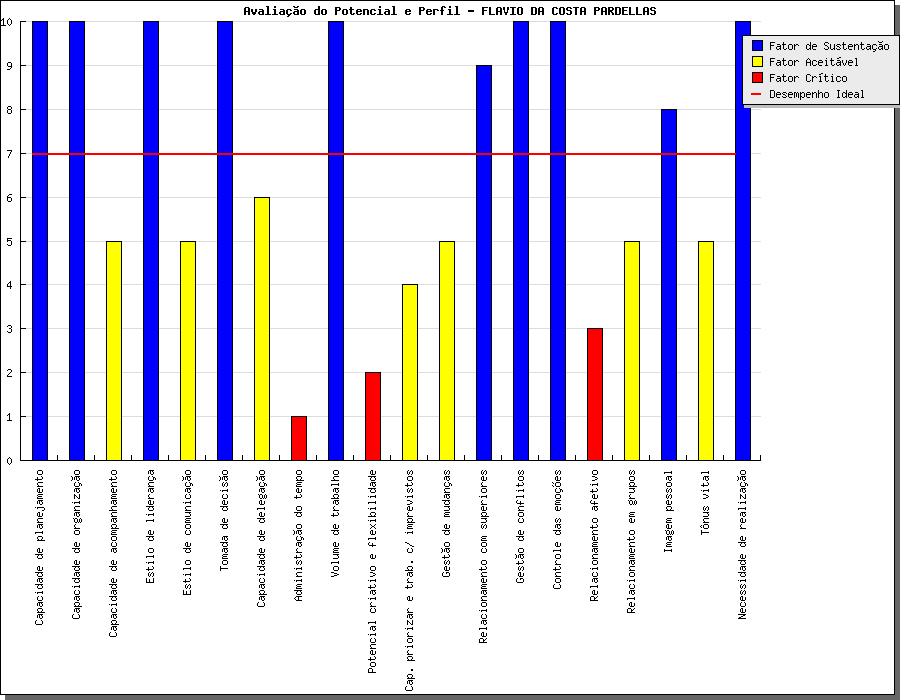 Avaliação do Potencial e Perfil - FLAVIO DA COSTA PARDELLAS
10
9
8
7
6
5
4
3
2
1
0
Fator de Sustentação
Fator Aceitável
Fator Crítico
Desempenho Ideal
Capacidade de planejamento
Capacidade de organização
Capacidade de acompanhamento
Estilo de liderança
Estilo de comunicação
Tomada de decisão
Capacidade de delegação
Administração do tempo
Volume de trabalho
Potencial criativo e flexibilidade
Cap. priorizar e trab. c/ imprevistos
Gestão de mudanças
Relacionamento com superiores
Gestão de conflitos
Controle das emoções
Relacionamento afetivo
Relacionamento em grupos
Imagem pessoal
Tônus vital
Necessidade de realização